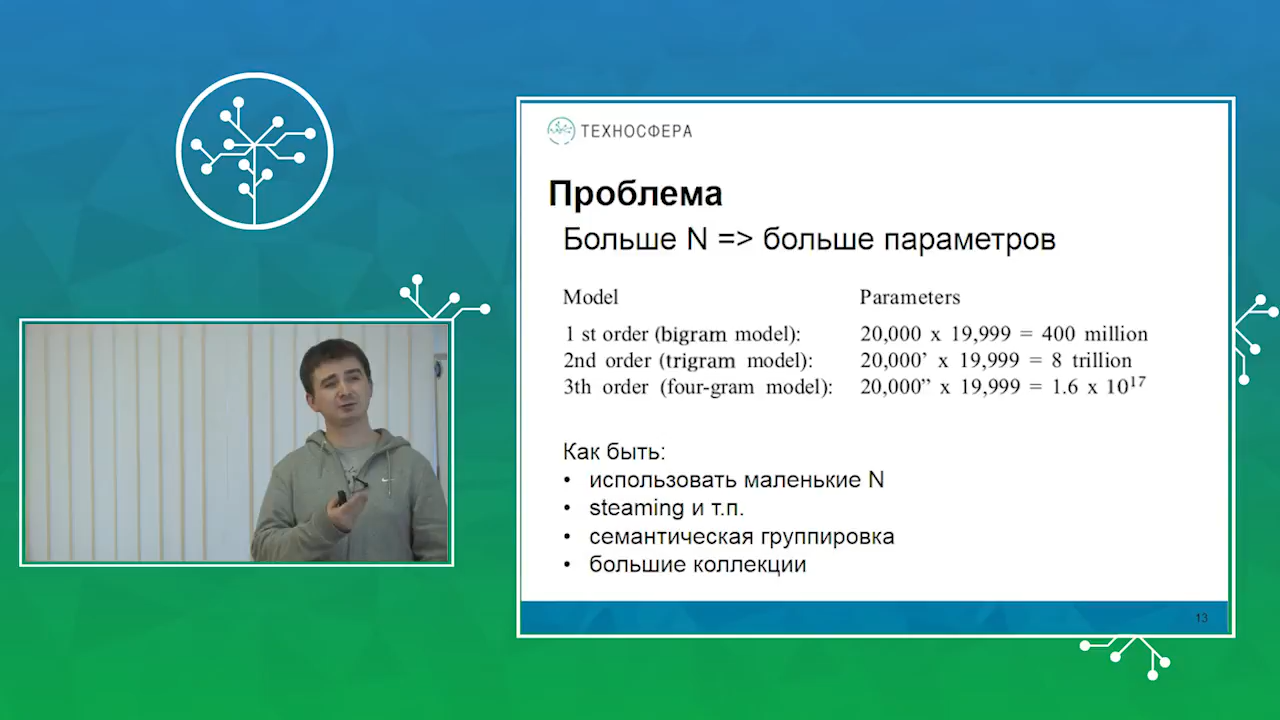 ТЕХНОСФЕРА
Проблема
Больше N => больше параметров
Model Parameters
1 st order (bigram model): 20,000 x 19,999 = 400 million
2nd order (trigram model): 20,000’ x 19,999 = 8 trillion
3th order (four-gram model): 20,000” x 19,999 = 1.6 x 10¹⁷
Как быть:
• использовать маленькие N
• steaming и т.п.
• семантическая группировка
• большие коллекции
13